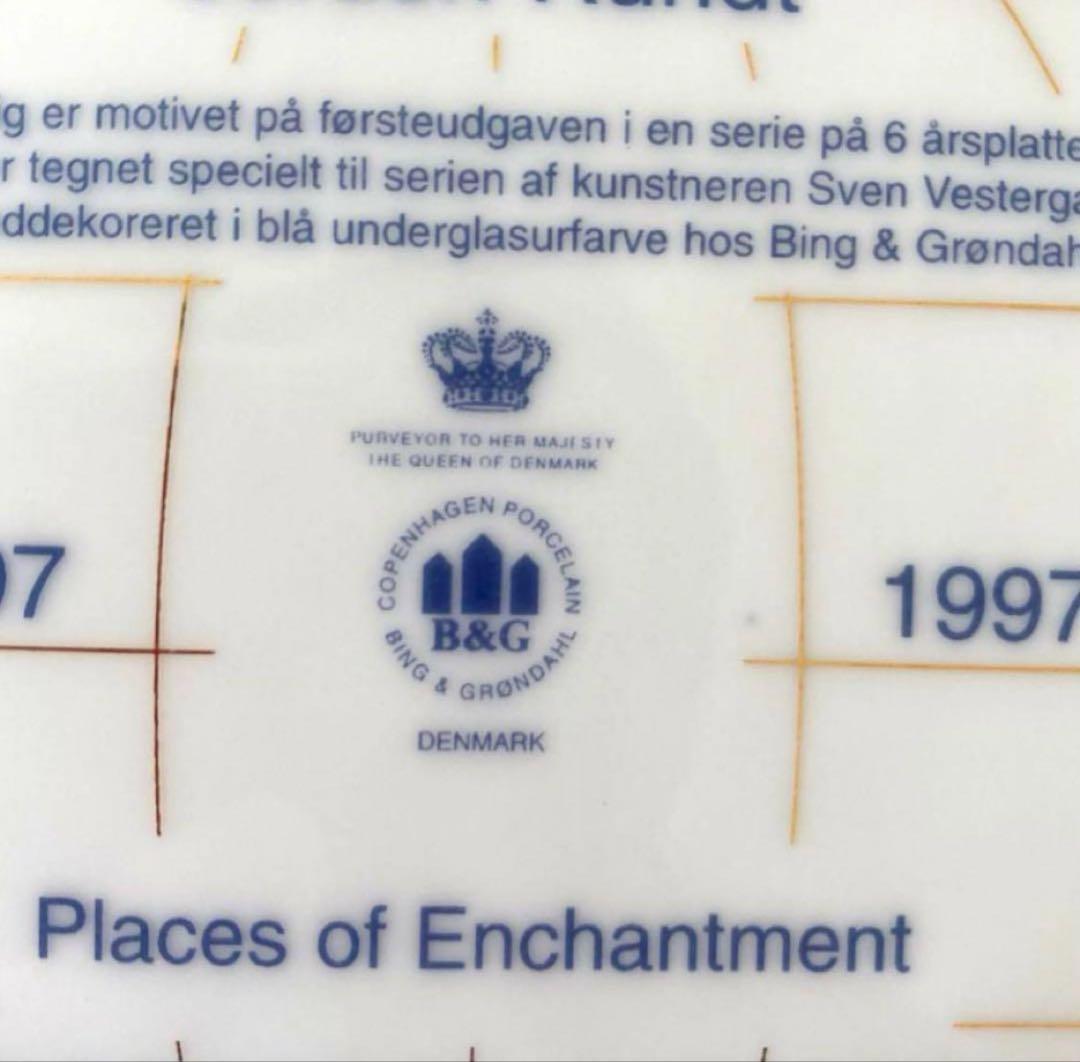 ig er motivet på førsteudgaven i en serie på 6 årsplatte
r tegnet specielt til serien af kunstneren Sven Vesterga
ddekoreret i blå underglasurfarve hos Bing & Grøndah
PURVEYOR TO HER MAJESTY
THE QUEEN OF DENMARK
COPENHAGEN PORCELAIN
B&G
BING & GRØNDAHL
97
1997
DENMARK
Places of Enchantment